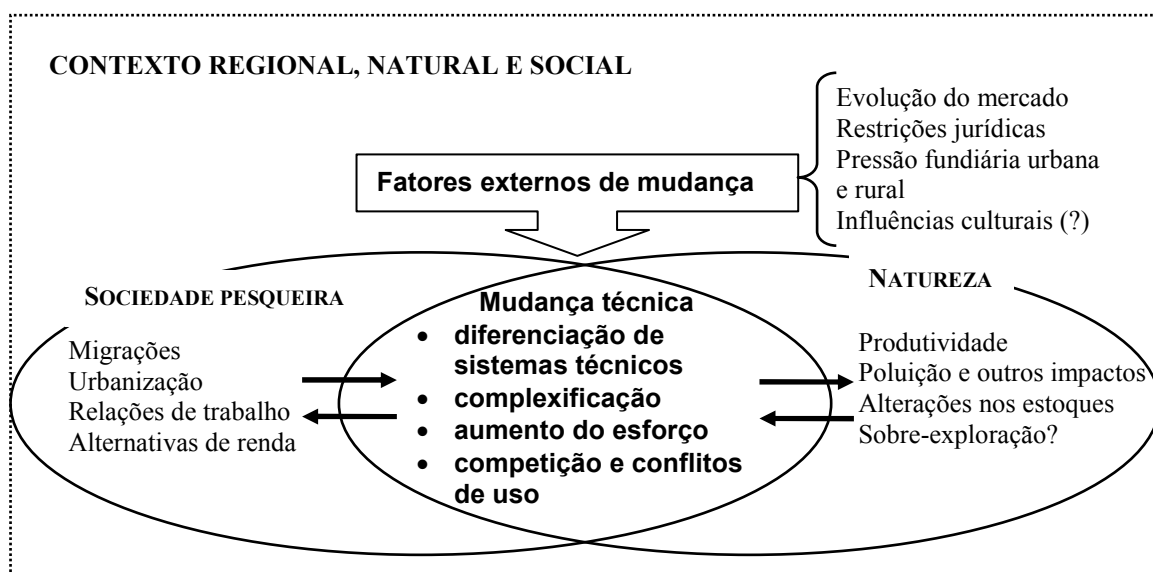 CONTEXTO REGIONAL, NATURAL E SOCIAL
Evolução do mercado
Restrições jurídicas
Pressão fundiária urbana
e rural
Influências culturais (?)
Fatores externos de mudança
SOCIEDADE PESQUEIRA
Migrações
Urbanização
Relações de trabalho
Alternativas de renda
Mudança técnica
• diferenciação de
sistemas técnicos
• complexificação
• aumento do esforço
• competição e conflitos
de uso
NATUREZA
Produtividade
Poluição e outros impactos
Alterações nos estoques
Sobre-exploração?